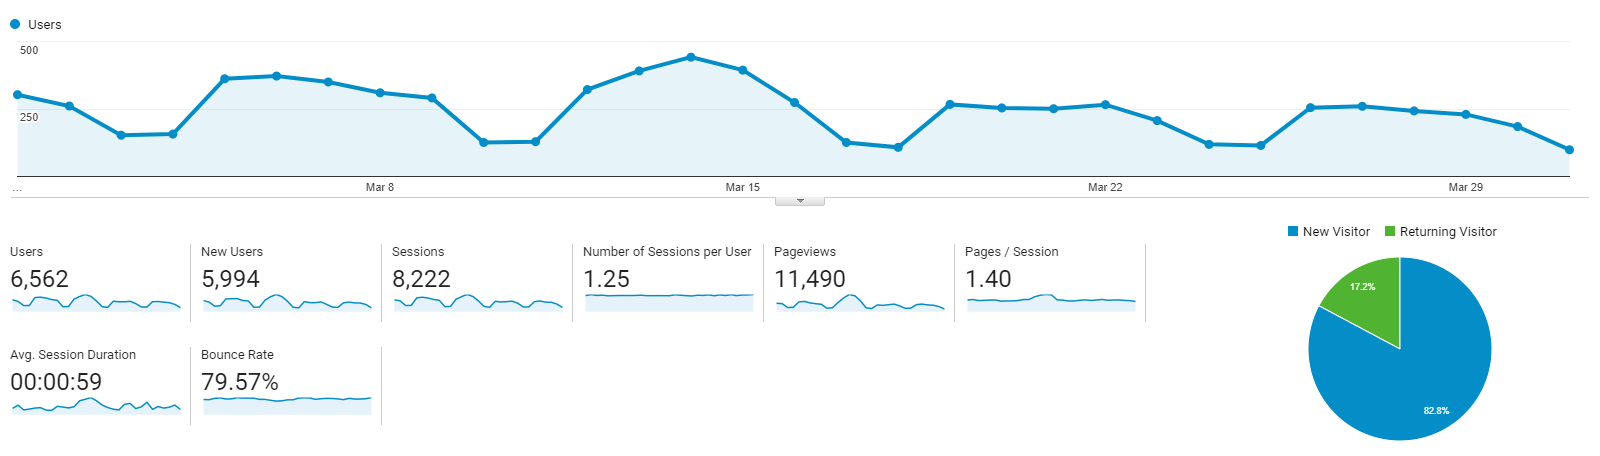 Users
500
250
...
Mar 8
Mar 15
Mar 22
Mar 29
New Visitor Returning Visitor
Users
6,562
New Users
5,994
Sessions
8,222
Number of Sessions per User
1.25
Pageviews
11,490
Pages / Session
1.40
Avg. Session Duration
00:00:59
Bounce Rate
79.57%
17.2%
82.8%